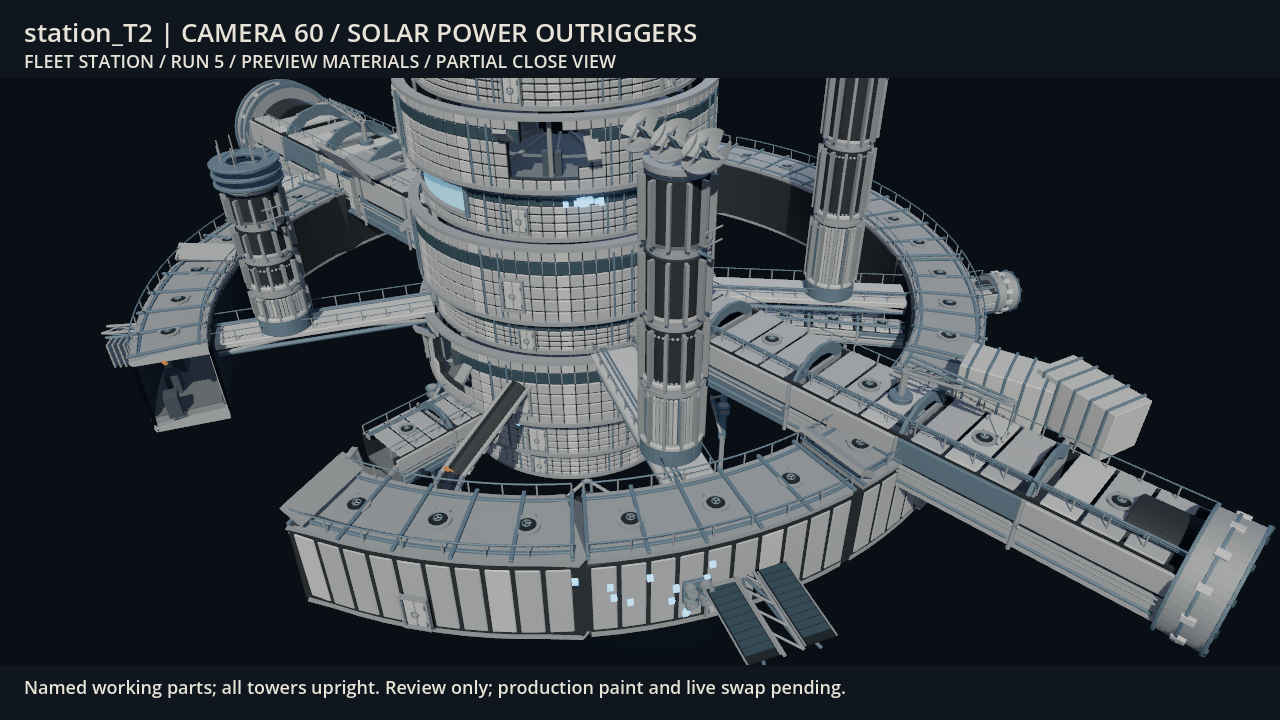 station_T2 | CAMERA 60 / SOLAR POWER OUTRIGGERS
FLEET STATION / RUN 5 / PREVIEW MATERIALS / PARTIAL CLOSE VIEW
Named working parts; all towers upright. Review only; production paint and live swap pending.